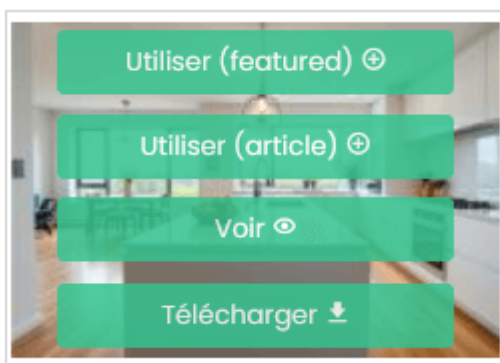 Utiliser (featured)
Utiliser (article)
Voir
Télécharger